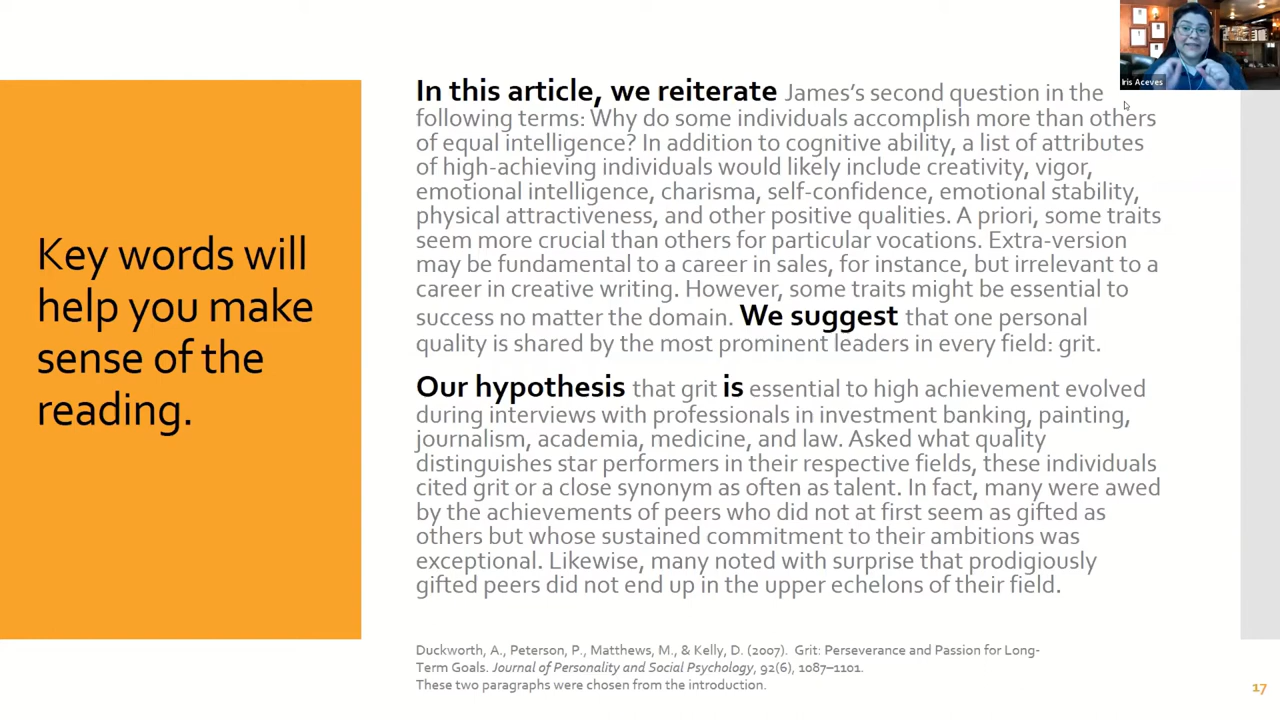 Iris Aceves
Key words will
help you make
sense of the
reading.
In this article, we reiterate James's second question in the
following terms: Why do some individuals accomplish more than others
of equal intelligence? In addition to cognitive ability, a list of attributes
of high-achieving individuals would likely include creativity, vigor,
emotional intelligence, charisma, self-confidence, emotional stability,
physical attractiveness, and other positive qualities. A priori, some traits
seem more crucial than others for particular vocations. Extra-version
may be fundamental to a career in sales, for instance, but irrelevant to a
career in creative writing. However, some traits might be essential to
success no matter the domain. We suggest that one personal
quality is shared by the most prominent leaders in every field: grit.
Our hypothesis that grit is essential to high achievement evolved
during interviews with professionals in investment banking, painting,
journalism, academia, medicine, and law. Asked what quality
distinguishes star performers in their respective fields, these individuals
cited grit or a close synonym as often as talent. In fact, many were awed
by the achievements of peers who did not at first seem as gifted as
others but whose sustained commitment to their ambitions was
exceptional. Likewise, many noted with surprise that prodigiously
gifted peers did not end up in the upper echelons of their field.
Duckworth, A., Peterson, P., Matthews, M., & Kelly, D. (2007). Grit: Perseverance and Passion for Long-
Term Goals. Journal of Personality and Social Psychology, 92(6), 1087–1101.
These two paragraphs were chosen from the introduction.
17